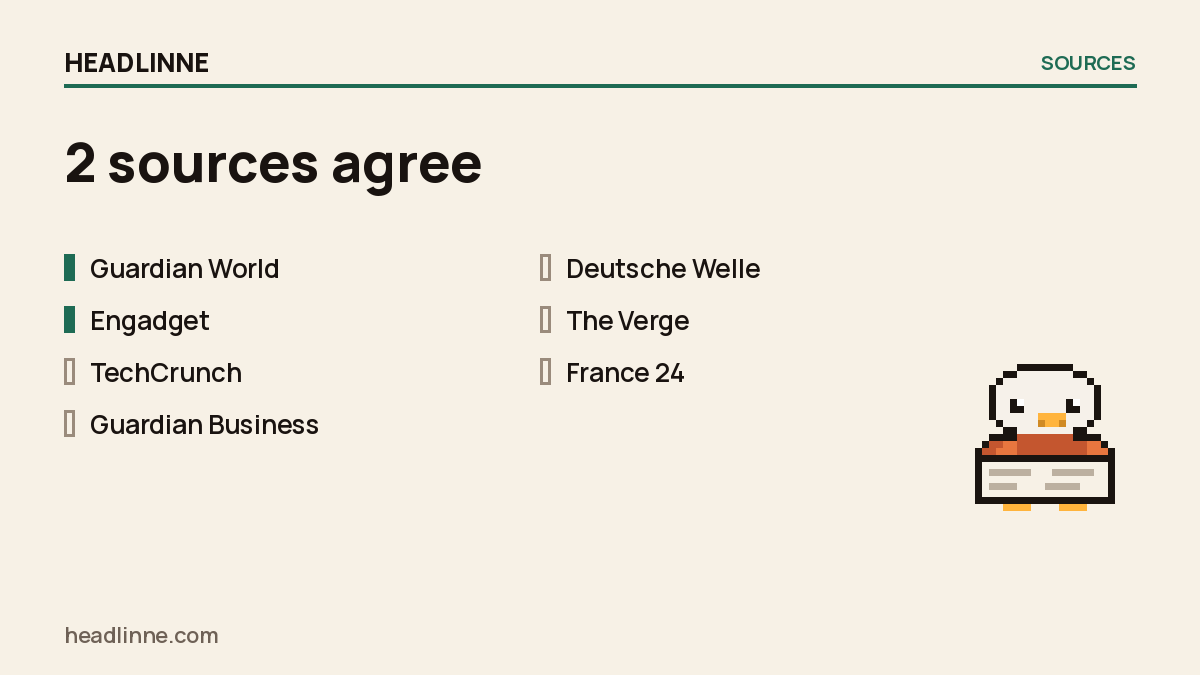 HEADLINNE
SOURCES
2 sources agree
Guardian World
Engadget
TechCrunch
Guardian Business
Deutsche Welle
The Verge
France 24
headlinne.com